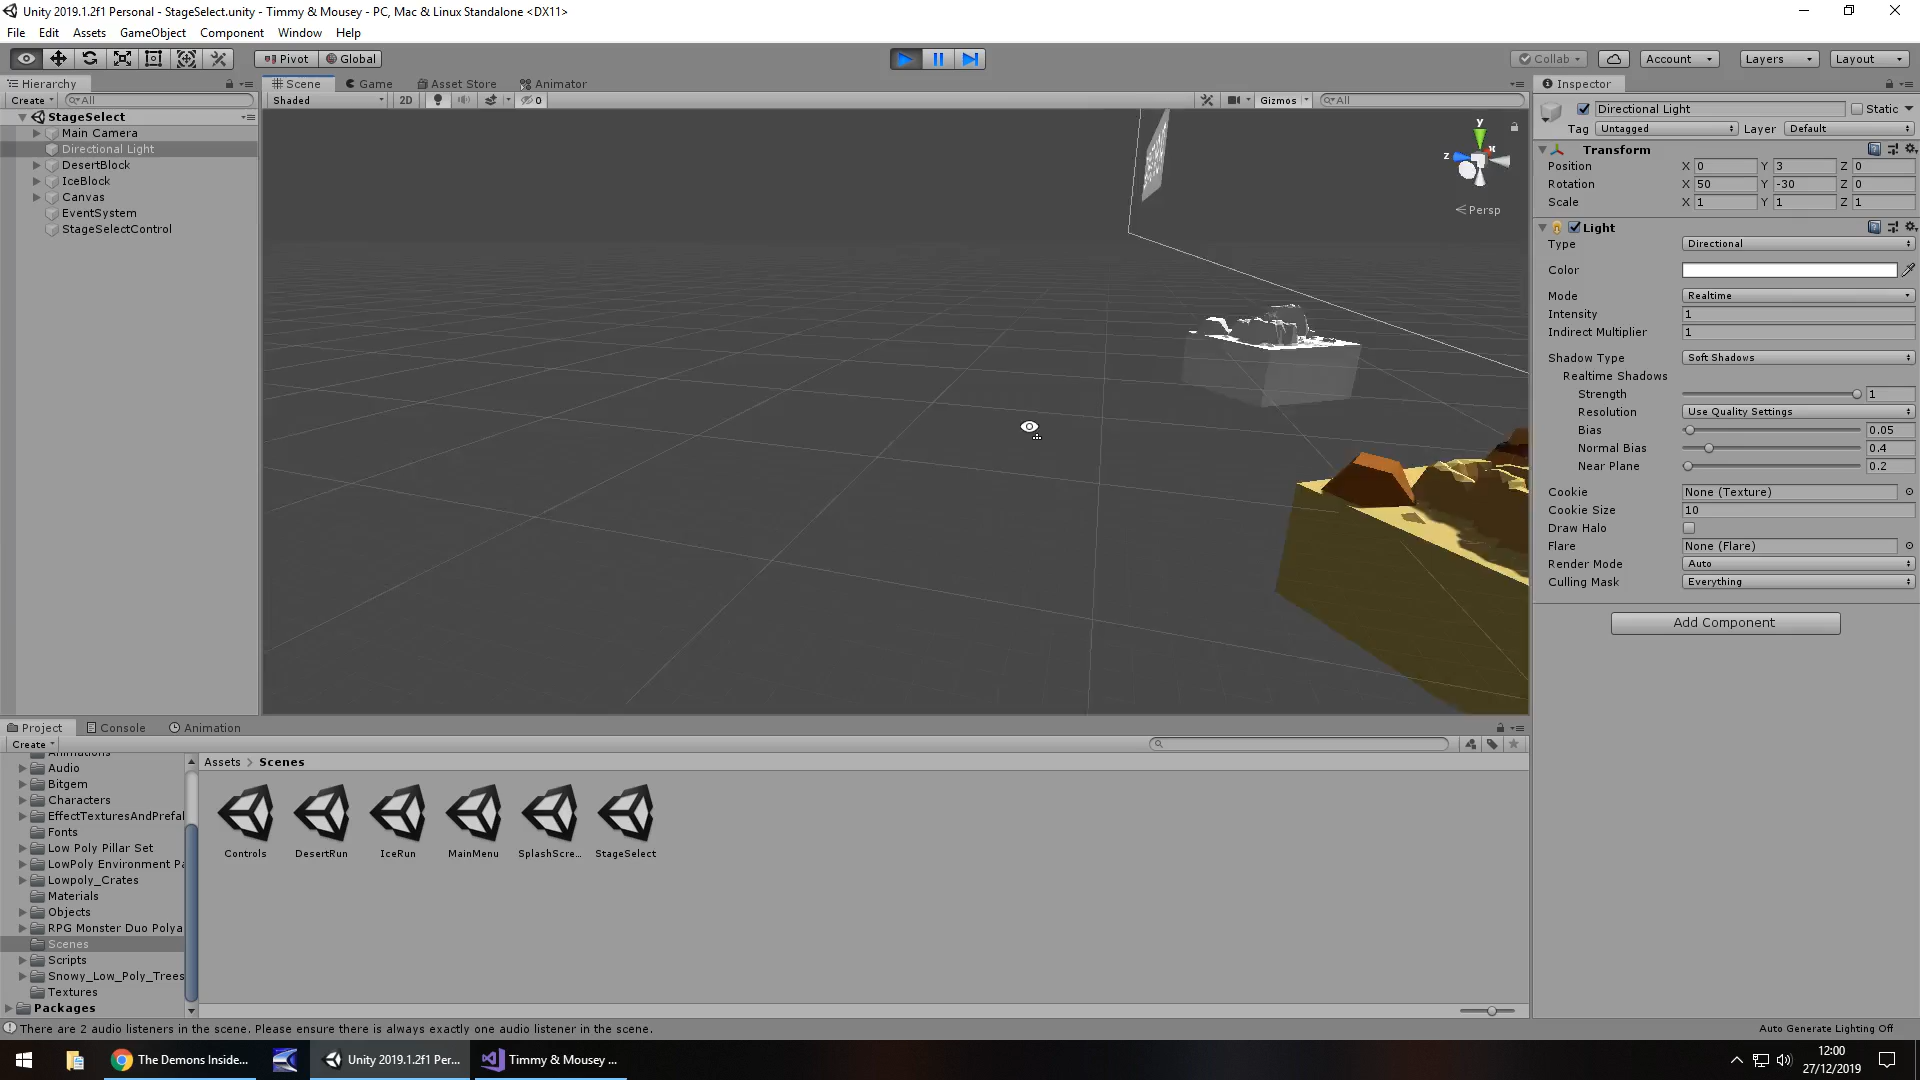 Unity 2019.1.2f1 Personal - StageSelect.unity - Timmy & Mousey - PC, Mac & Linux Standalone <DX11>
File Edit Assets GameObject Component Window Help
Pivot Global Collab Account Layers Layout
Hierarchy Scene Game Asset Store Animator Inspector
Create All Shaded 2D 0 Gizmos All
StageSelect
Main Camera
Directional Light
DesertBlock
IceBlock
Canvas
EventSystem
StageSelectControl
y
z x
Persp
Directional Light Static
Tag Untagged Layer Default
Transform
Position X 0 Y 3 Z 0
Rotation X 50 Y -30 Z 0
Scale X 1 Y 1 Z 1
Light
Type Directional
Color
Mode Realtime
Intensity 1
Indirect Multiplier 1
Shadow Type Soft Shadows
Realtime Shadows
Strength 1
Resolution Use Quality Settings
Bias 0.05
Normal Bias 0.4
Near Plane 0.2
Cookie None (Texture)
Cookie Size 10
Draw Halo
Flare None (Flare)
Render Mode Auto
Culling Mask Everything
Add Component
Project Console Animation
Create
Animations
Audio
Bitgem
Characters
EffectTexturesAndPrefal
Fonts
Low Poly Pillar Set
LowPoly Environment Pa
Lowpoly_Crates
Materials
Objects
RPG Monster Duo Polya
Scenes
Scripts
Snowy_Low_Poly_Trees
Textures
Packages
Assets > Scenes
Controls DesertRun IceRun MainMenu SplashScre... StageSelect
There are 2 audio listeners in the scene. Please ensure there is always exactly one audio listener in the scene.
Auto Generate Lighting Off
The Demons Inside... Unity 2019.1.2f1 Per... Timmy & Mousey ...
12:00
27/12/2019